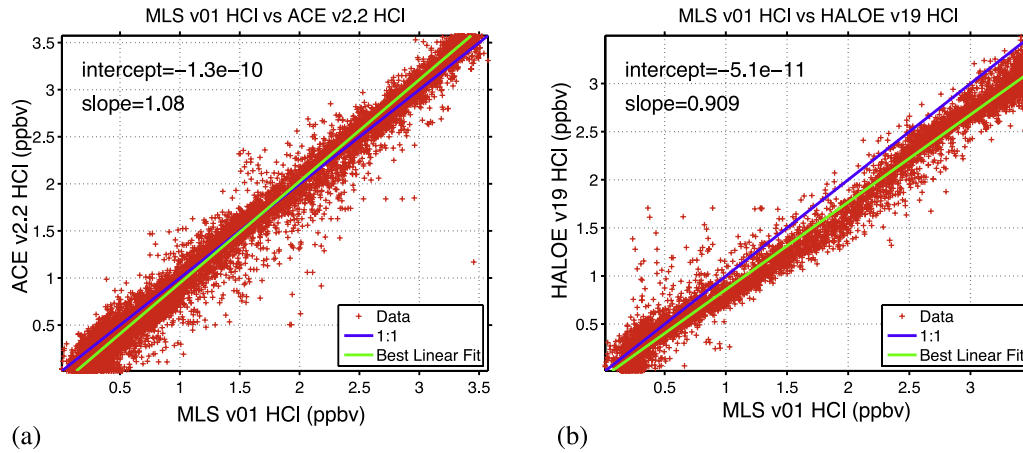 MLS v01 HCl vs ACE v2.2 HCl
intercept=−1.3e−10
slope=1.08
ACE v2.2 HCl (ppbv)
3.5
3
2.5
2
1.5
1
0.5
Data
1:1
Best Linear Fit
0.5 1 1.5 2 2.5 3 3.5
MLS v01 HCl (ppbv)
(a)
MLS v01 HCl vs HALOE v19 HCl
intercept=−5.1e−11
slope=0.909
HALOE v19 HCl (ppbv)
3
2.5
2
1.5
1
0.5
Data
1:1
Best Linear Fit
0.5 1 1.5 2 2.5 3
MLS v01 HCl (ppbv)
(b)